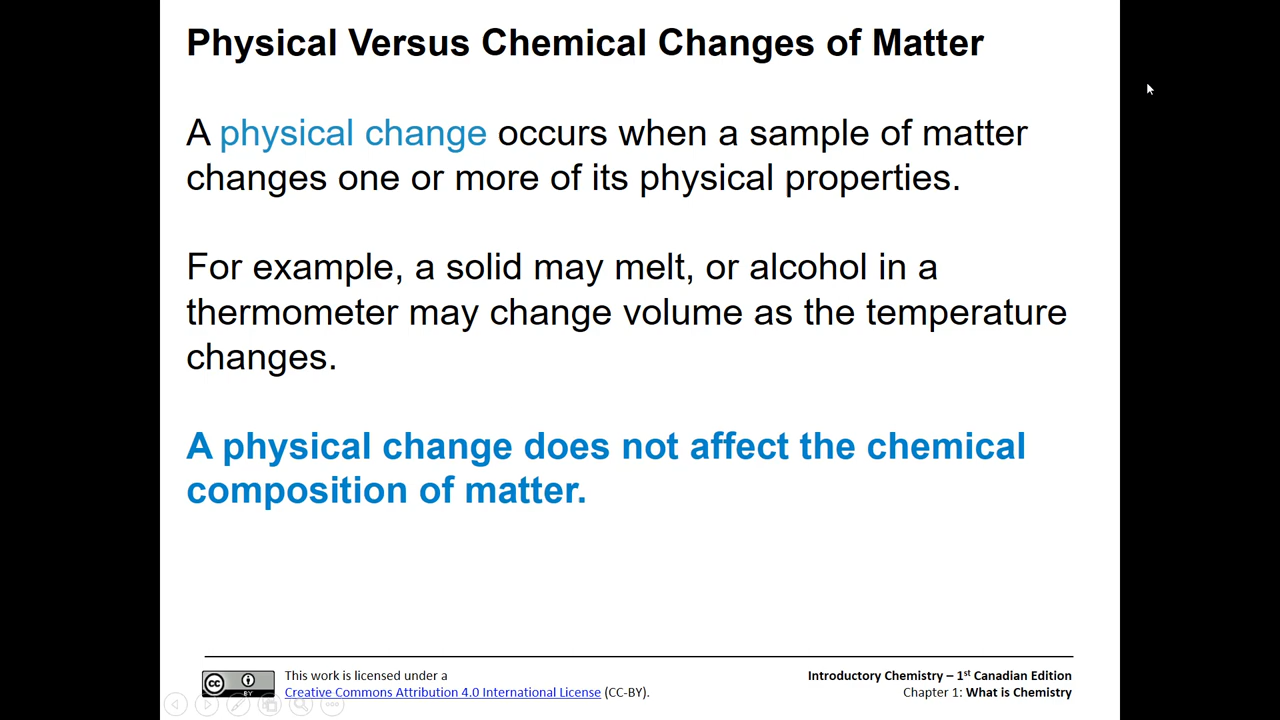 Physical Versus Chemical Changes of Matter
A physical change occurs when a sample of matter
changes one or more of its physical properties.
For example, a solid may melt, or alcohol in a
thermometer may change volume as the temperature
changes.
A physical change does not affect the chemical
composition of matter.
cc BY
This work is licensed under a
Creative Commons Attribution 4.0 International License (CC-BY).
Introductory Chemistry – 1st Canadian Edition
Chapter 1: What is Chemistry